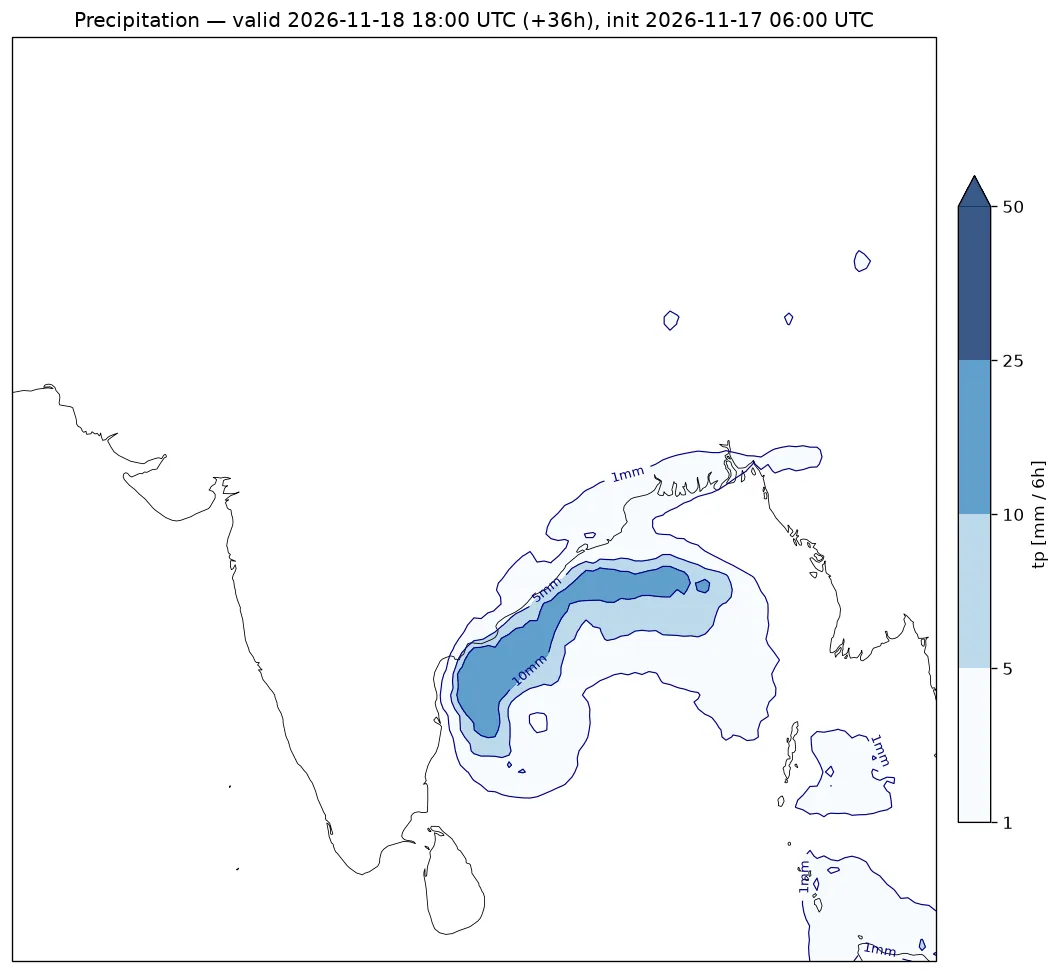 Precipitation — valid 2026-11-18 18:00 UTC (+36h), init 2026-11-17 06:00 UTC
50
25
10
5
1
tp [mm / 6h]
1mm
5mm
10mm
1mm
1mm
1mm